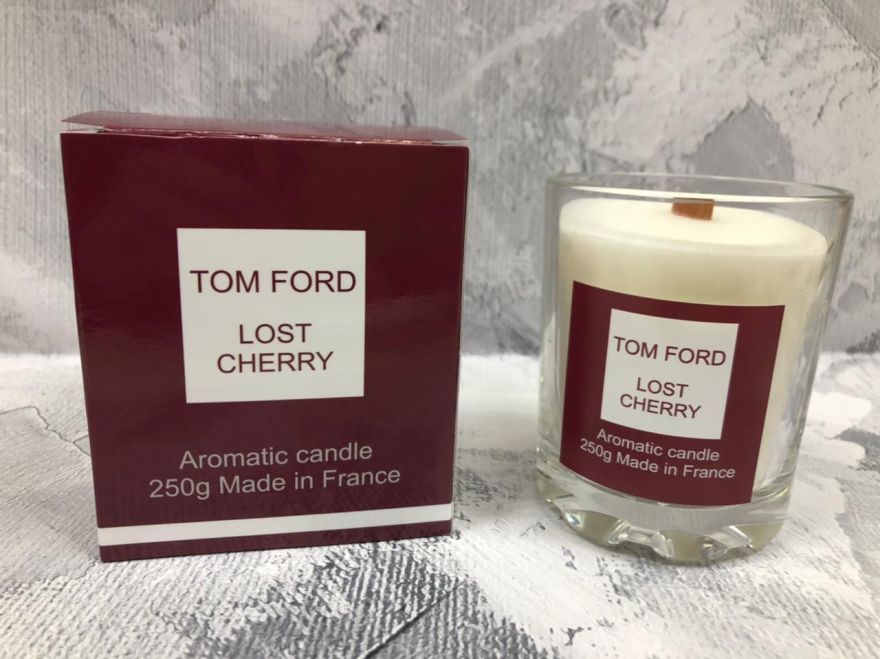 TOM FORD
LOST
CHERRY
Aromatic candle
250g Made in France
TOM FORD
LOST
CHERRY
Aromatic candle
250g Made in France